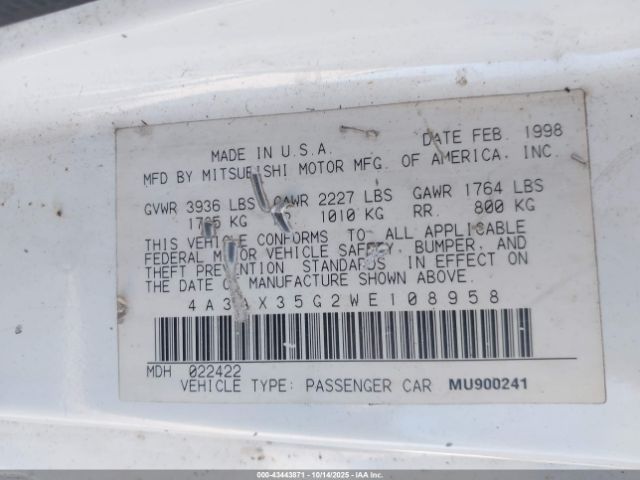 MADE IN U.S.A. DATE FEB. 1998
MFD BY MITSUBISHI MOTOR MFG. OF AMERICA, INC.
GVWR 3936 LBS GAWR 2227 LBS GAWR 1764 LBS
KG 1010 KG RR. 800 KG
THIS VEHICLE CONFORMS TO ALL APPLICABLE
FEDERAL MOTOR VEHICLE SAFETY, BUMPER, AND
THEFT PREVENTION STANDARDS IN EFFECT ON
THE DATE OF MANUFACTURE SHOWN ABOVE.
MDH 022422
VEHICLE TYPE: PASSENGER CAR MU900241
000-43443871 | 10/14/2025 | IAAI, Inc.